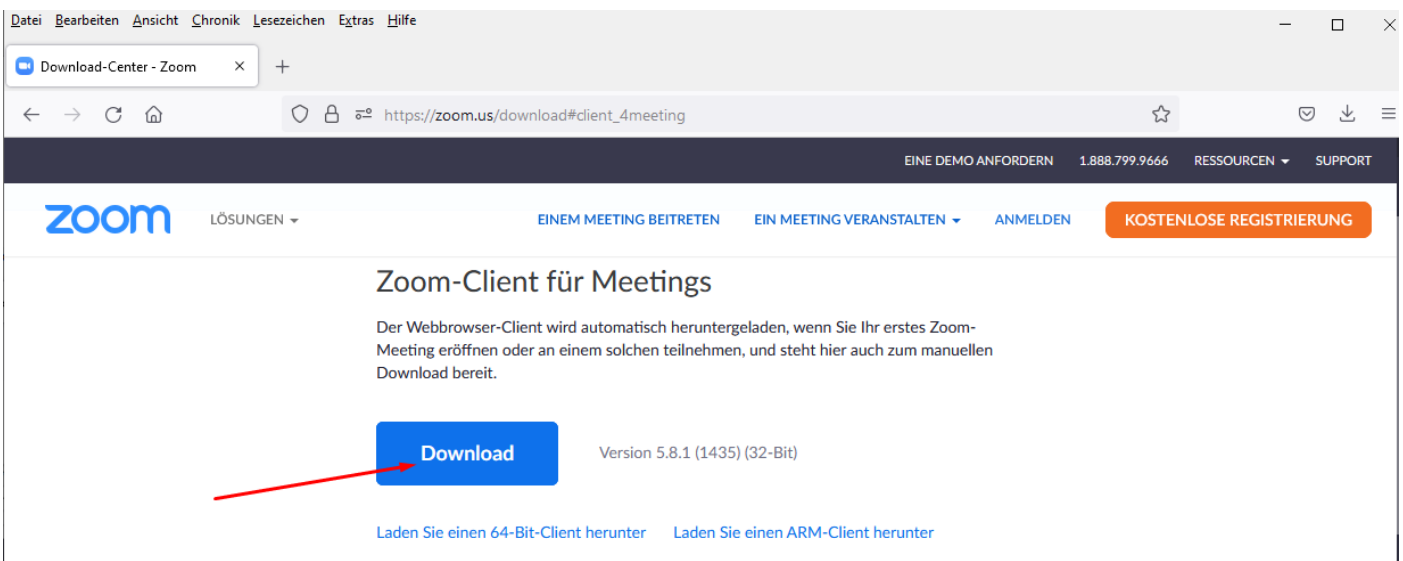 Datei Bearbeiten Ansicht Chronik Lesezeichen Extras Hilfe
Download-Center - Zoom
https://zoom.us/download#client_4meeting
EINE DEMO ANFORDERN 1.888.799.9666 RESSOURCEN SUPPORT
zoom LÖSUNGEN EINEM MEETING BEITRETEN EIN MEETING VERANSTALTEN ANMELDEN KOSTENLOSE REGISTRIERUNG
Zoom-Client für Meetings
Der Webbrowser-Client wird automatisch heruntergeladen, wenn Sie Ihr erstes Zoom-
Meeting eröffnen oder an einem solchen teilnehmen, und steht hier auch zum manuellen
Download bereit.
Download Version 5.8.1 (1435) (32-Bit)
Laden Sie einen 64-Bit-Client herunter Laden Sie einen ARM-Client herunter